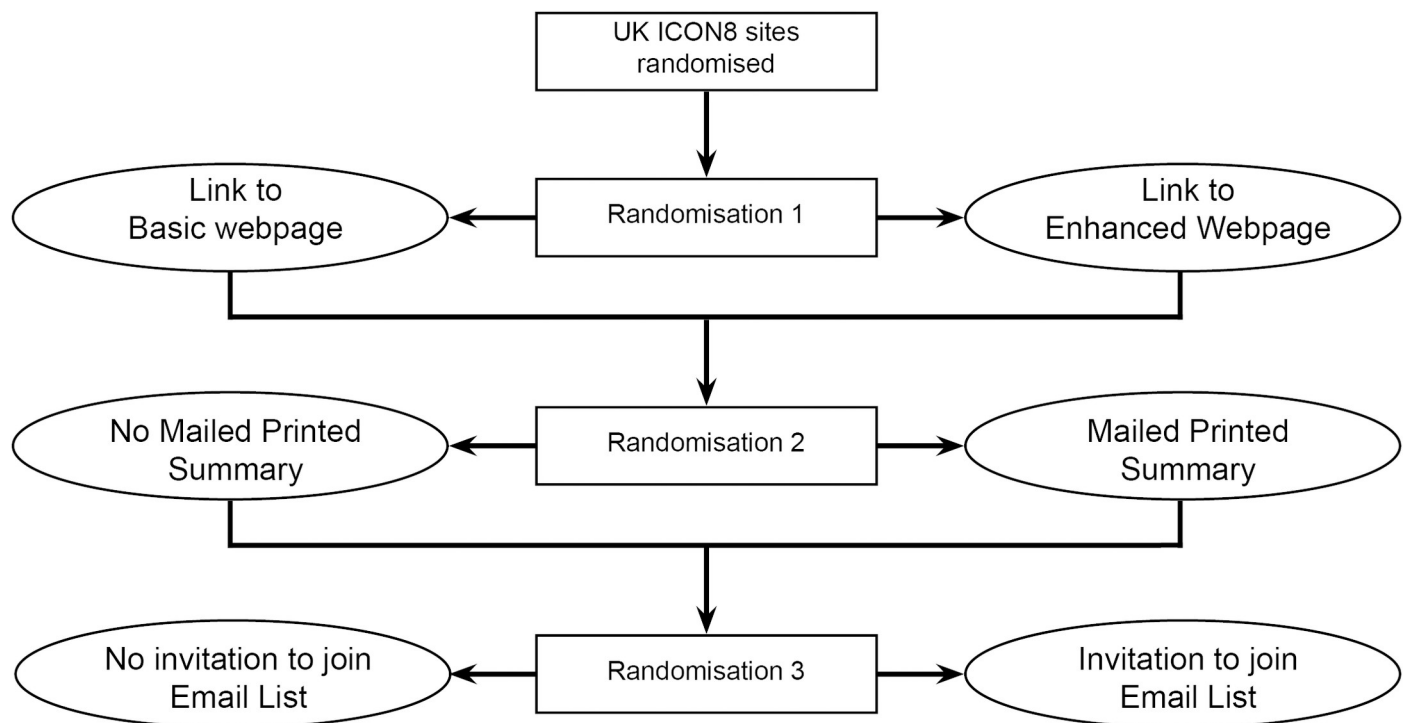 UK ICON8 sites
randomised
Link to
Basic webpage
Randomisation 1
Link to
Enhanced Webpage
No Mailed Printed
Summary
Randomisation 2
Mailed Printed
Summary
No invitation to join
Email List
Randomisation 3
Invitation to join
Email List